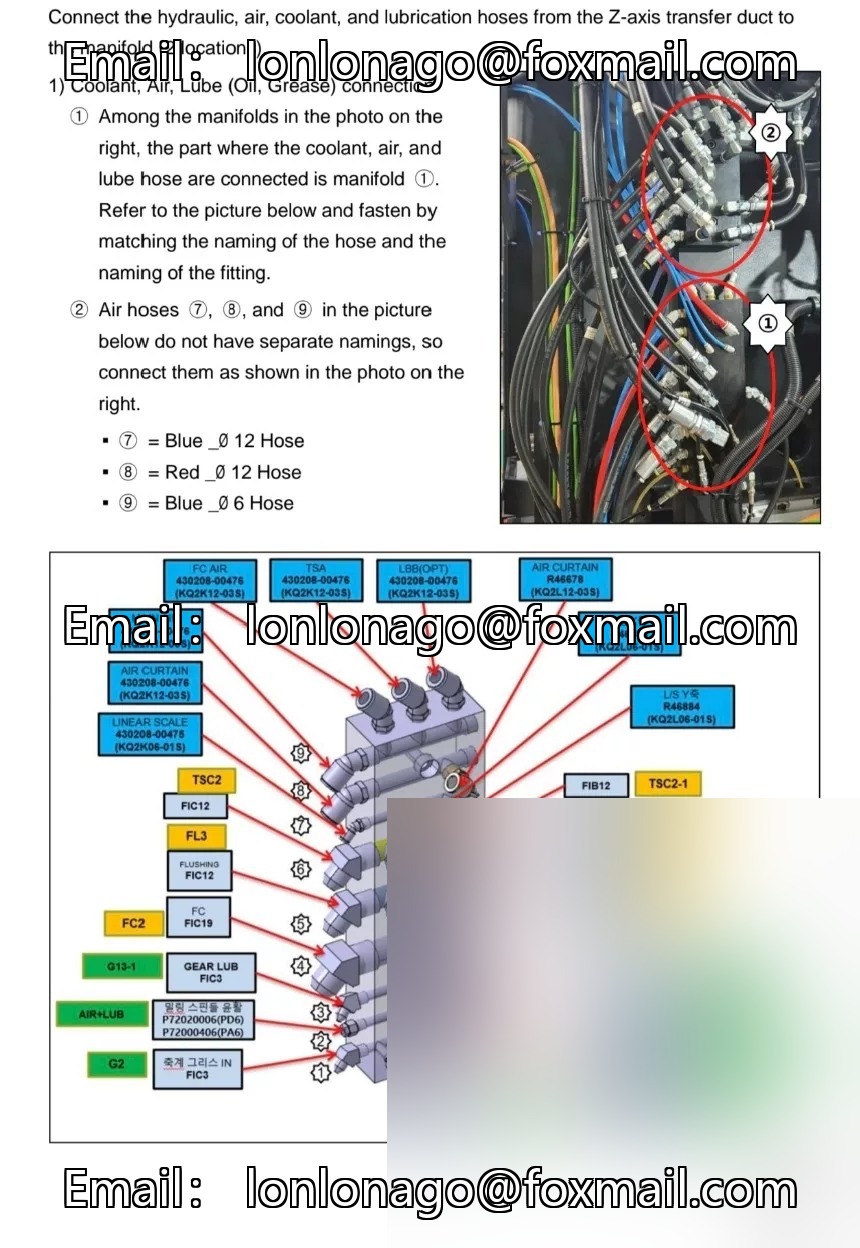 Connect the hydraulic, air, coolant, and lubrication hoses from the Z-axis transfer duct to
Email： lonlonago@foxmail.com
1) Coolant, Air, Lube (Oil, Grease)
① Among the manifolds in the photo on the
right, the part where the coolant, air, and
lube hose are connected is manifold ①.
Refer to the picture below and fasten by
matching the naming of the hose and the
naming of the fitting.
② Air hoses ⑦, ⑧, and ⑨ in the picture
below do not have separate namings, so
connect them as shown in the photo on the
right.
▪ ⑦ = Blue _Ø 12 Hose
▪ ⑧ = Red _Ø 12 Hose
▪ ⑨ = Blue _Ø 6 Hose
②
①
FC AIR
430208-00476
(KQ2K12-03S)
TSA
430208-00476
(KQ2K12-03S)
LBB(OPT)
430208-00476
(KQ2K12-03S)
AIR CURTAIN
R46678
(KQ2L12-03S)
Email： lonlonago@foxmail.com
(KQ2L06-01S)
AIR CURTAIN
430208-00476
(KQ2K12-03S)
L/S Y축
R46884
(KQ2L06-01S)
LINEAR SCALE
430208-00475
(KQ2K06-01S)
⑨
⑧
⑦
⑥
⑤
④
③
②
①
TSC2
FIC12
FIB12
TSC2-1
FL3
FLUSHING
FIC12
FC2
FC
FIC19
G13-1
GEAR LUB
FIC3
AIR+LUB
밀링 스핀들 윤활
P72020006(PD6)
P72000406(PA6)
G2
축계 그리스 IN
FIC3
Email： lonlonago@foxmail.com